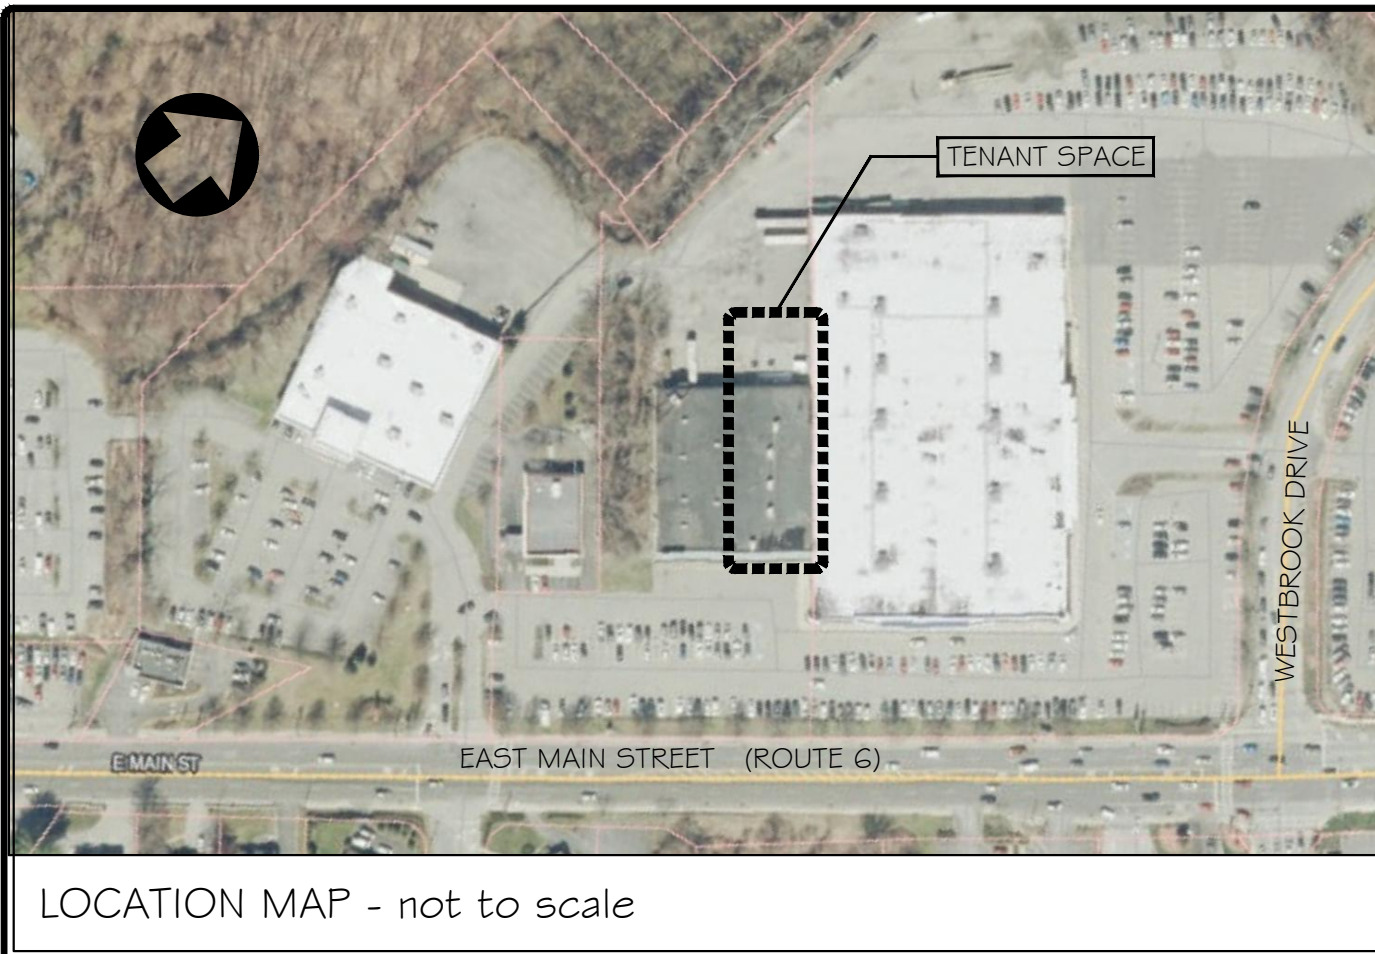 TENANT SPACE
WESTBROOK DRIVE
EAST MAIN STREET (ROUTE 6)
E MAIN ST
LOCATION MAP - not to scale